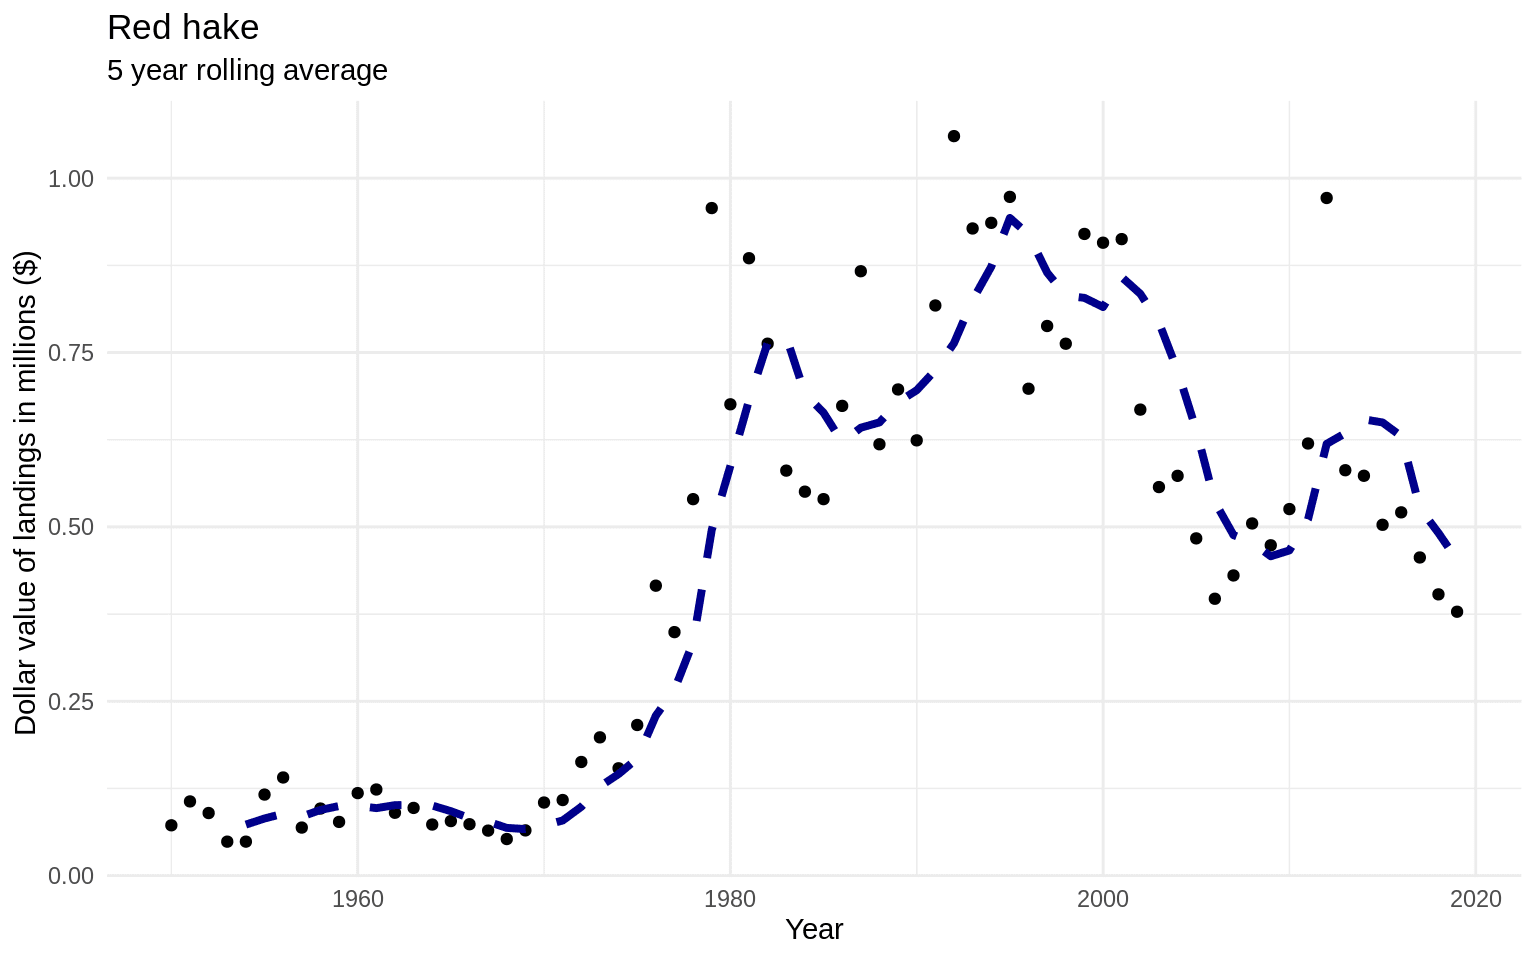 Red hake
5 year rolling average
Dollar value of landings in millions ($)
1.00
0.75
0.50
0.25
0.00
1960
1980
2000
2020
Year